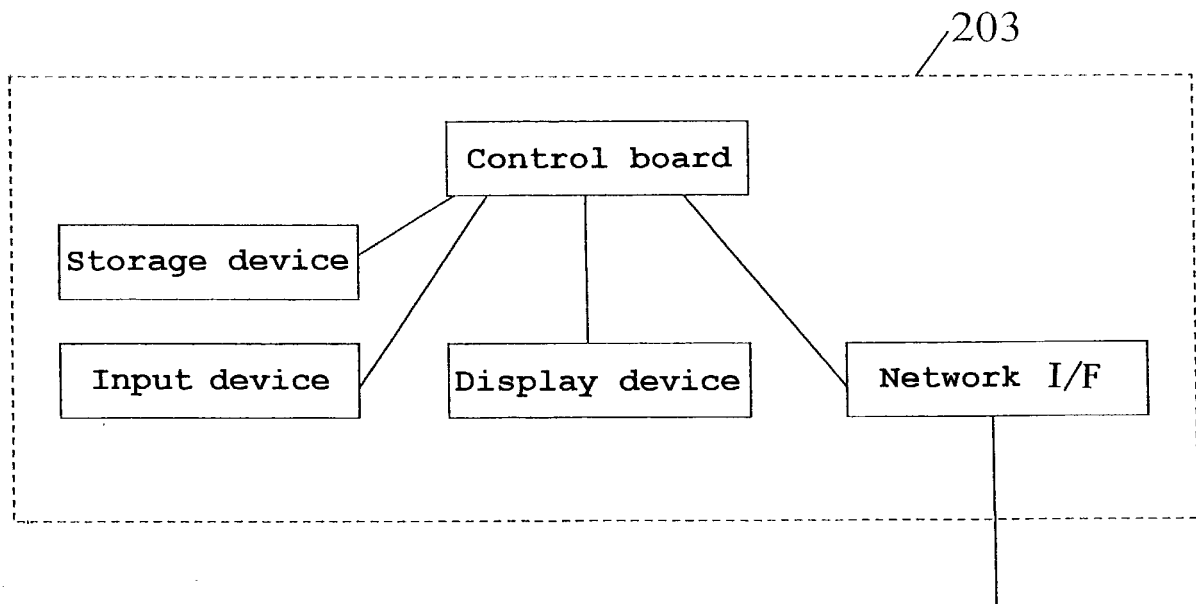 203
Control board
Storage device
Input device
Display device
Network I/F